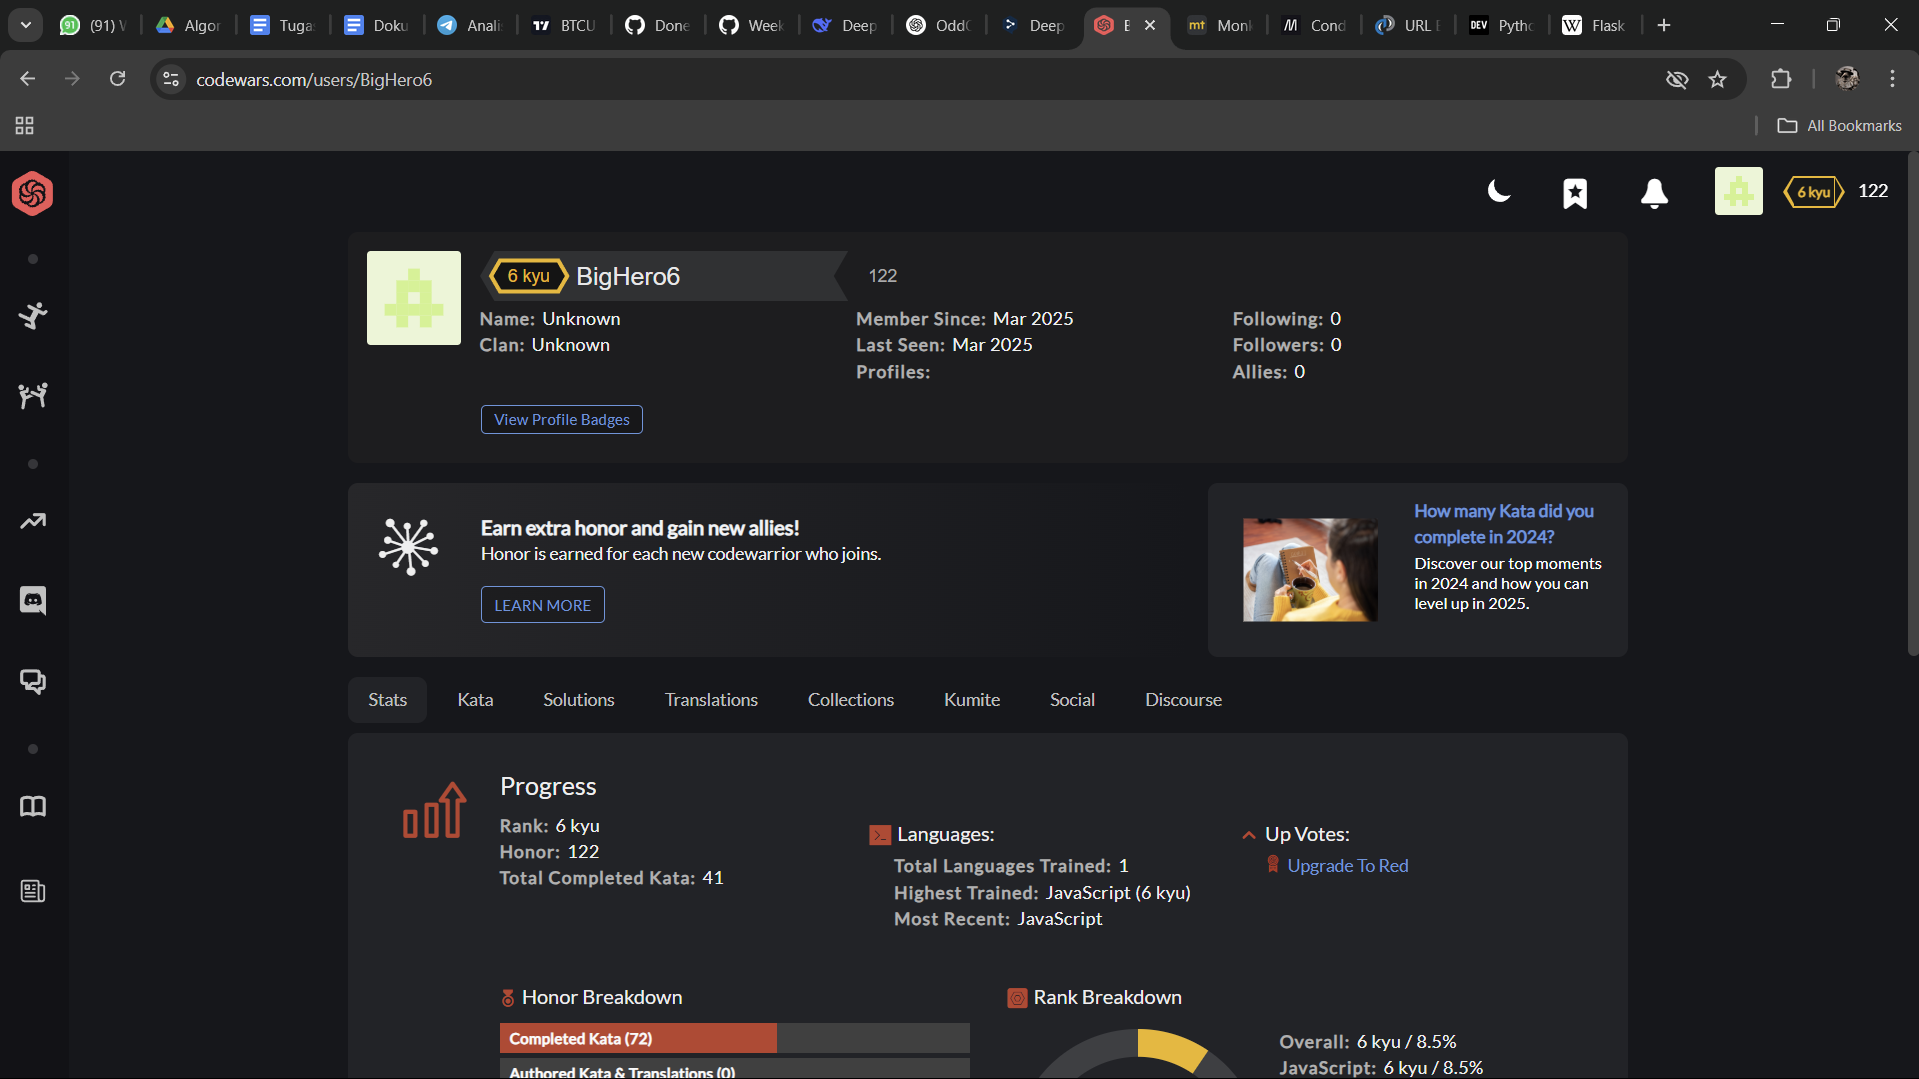 (91) W
Algor
Tugas
Doku
Anali
BTCU
Done
Week
Deep
OddC
Deep
B
mt Monk
Cond
URL E
DEV Pytho
W Flask
codewars.com/users/BigHero6
All Bookmarks
6 kyu 122
6 kyu BigHero6 122
Name: Unknown
Clan: Unknown
Member Since: Mar 2025
Last Seen: Mar 2025
Profiles:
Following: 0
Followers: 0
Allies: 0
View Profile Badges
Earn extra honor and gain new allies!
Honor is earned for each new codewarrior who joins.
LEARN MORE
How many Kata did you
complete in 2024?
Discover our top moments
in 2024 and how you can
level up in 2025.
Stats Kata Solutions Translations Collections Kumite Social Discourse
Progress
Rank: 6 kyu
Honor: 122
Total Completed Kata: 41
Languages:
Total Languages Trained: 1
Highest Trained: JavaScript (6 kyu)
Most Recent: JavaScript
Up Votes:
Upgrade To Red
Honor Breakdown
Completed Kata (72)
Authored Kata & Translations (0)
Rank Breakdown
Overall: 6 kyu / 8.5%
JavaScript: 6 kyu / 8.5%